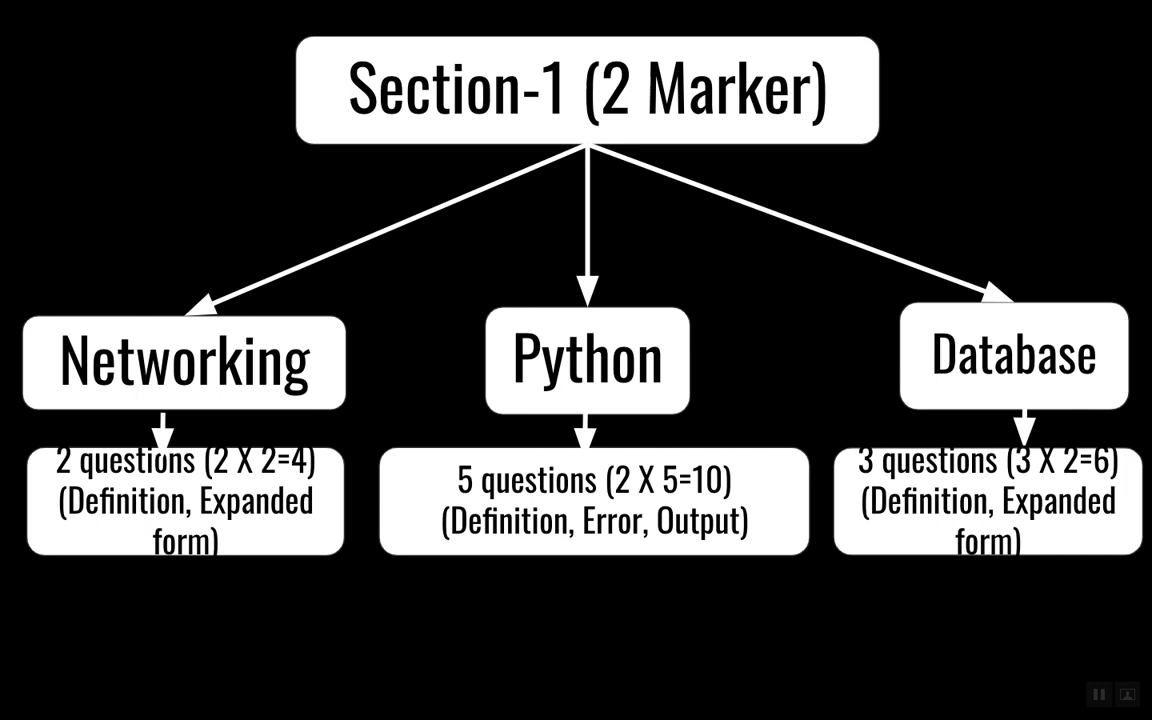 Section-1 (2 Marker)
Networking
Python
Database
2 questions (2 X 2=4)
(Definition, Expanded
form)
5 questions (2 X 5=10)
(Definition, Error, Output)
3 questions (3 X 2=6)
(Definition, Expanded
form)